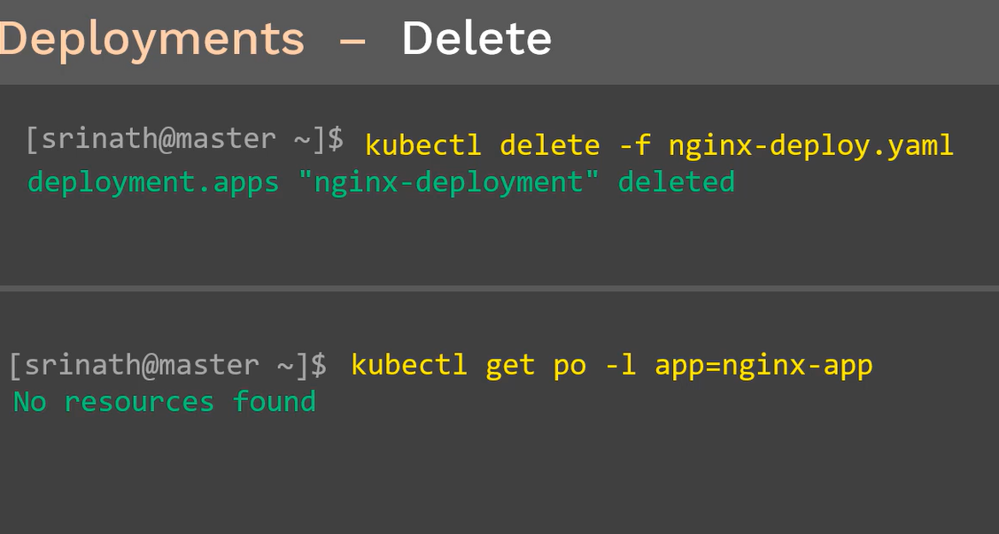 Deployments – Delete
[srinath@master ~]$ kubectl delete -f nginx-deploy.yaml
deployment.apps "nginx-deployment" deleted
[srinath@master ~]$ kubectl get po -l app=nginx-app
No resources found